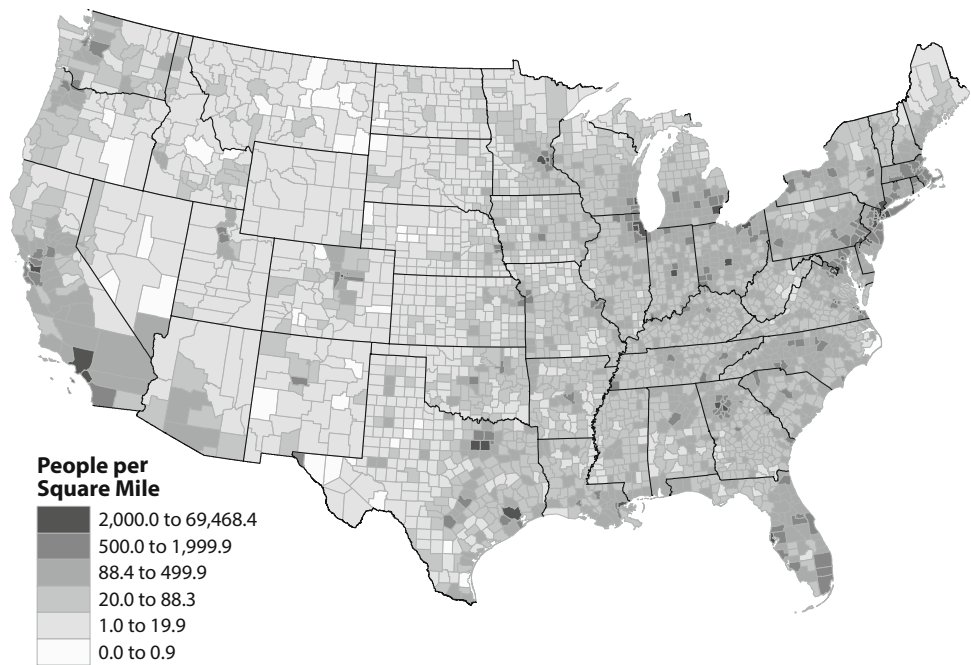 People per
Square Mile
2,000.0 to 69,468.4
500.0 to 1,999.9
88.4 to 499.9
20.0 to 88.3
1.0 to 19.9
0.0 to 0.9